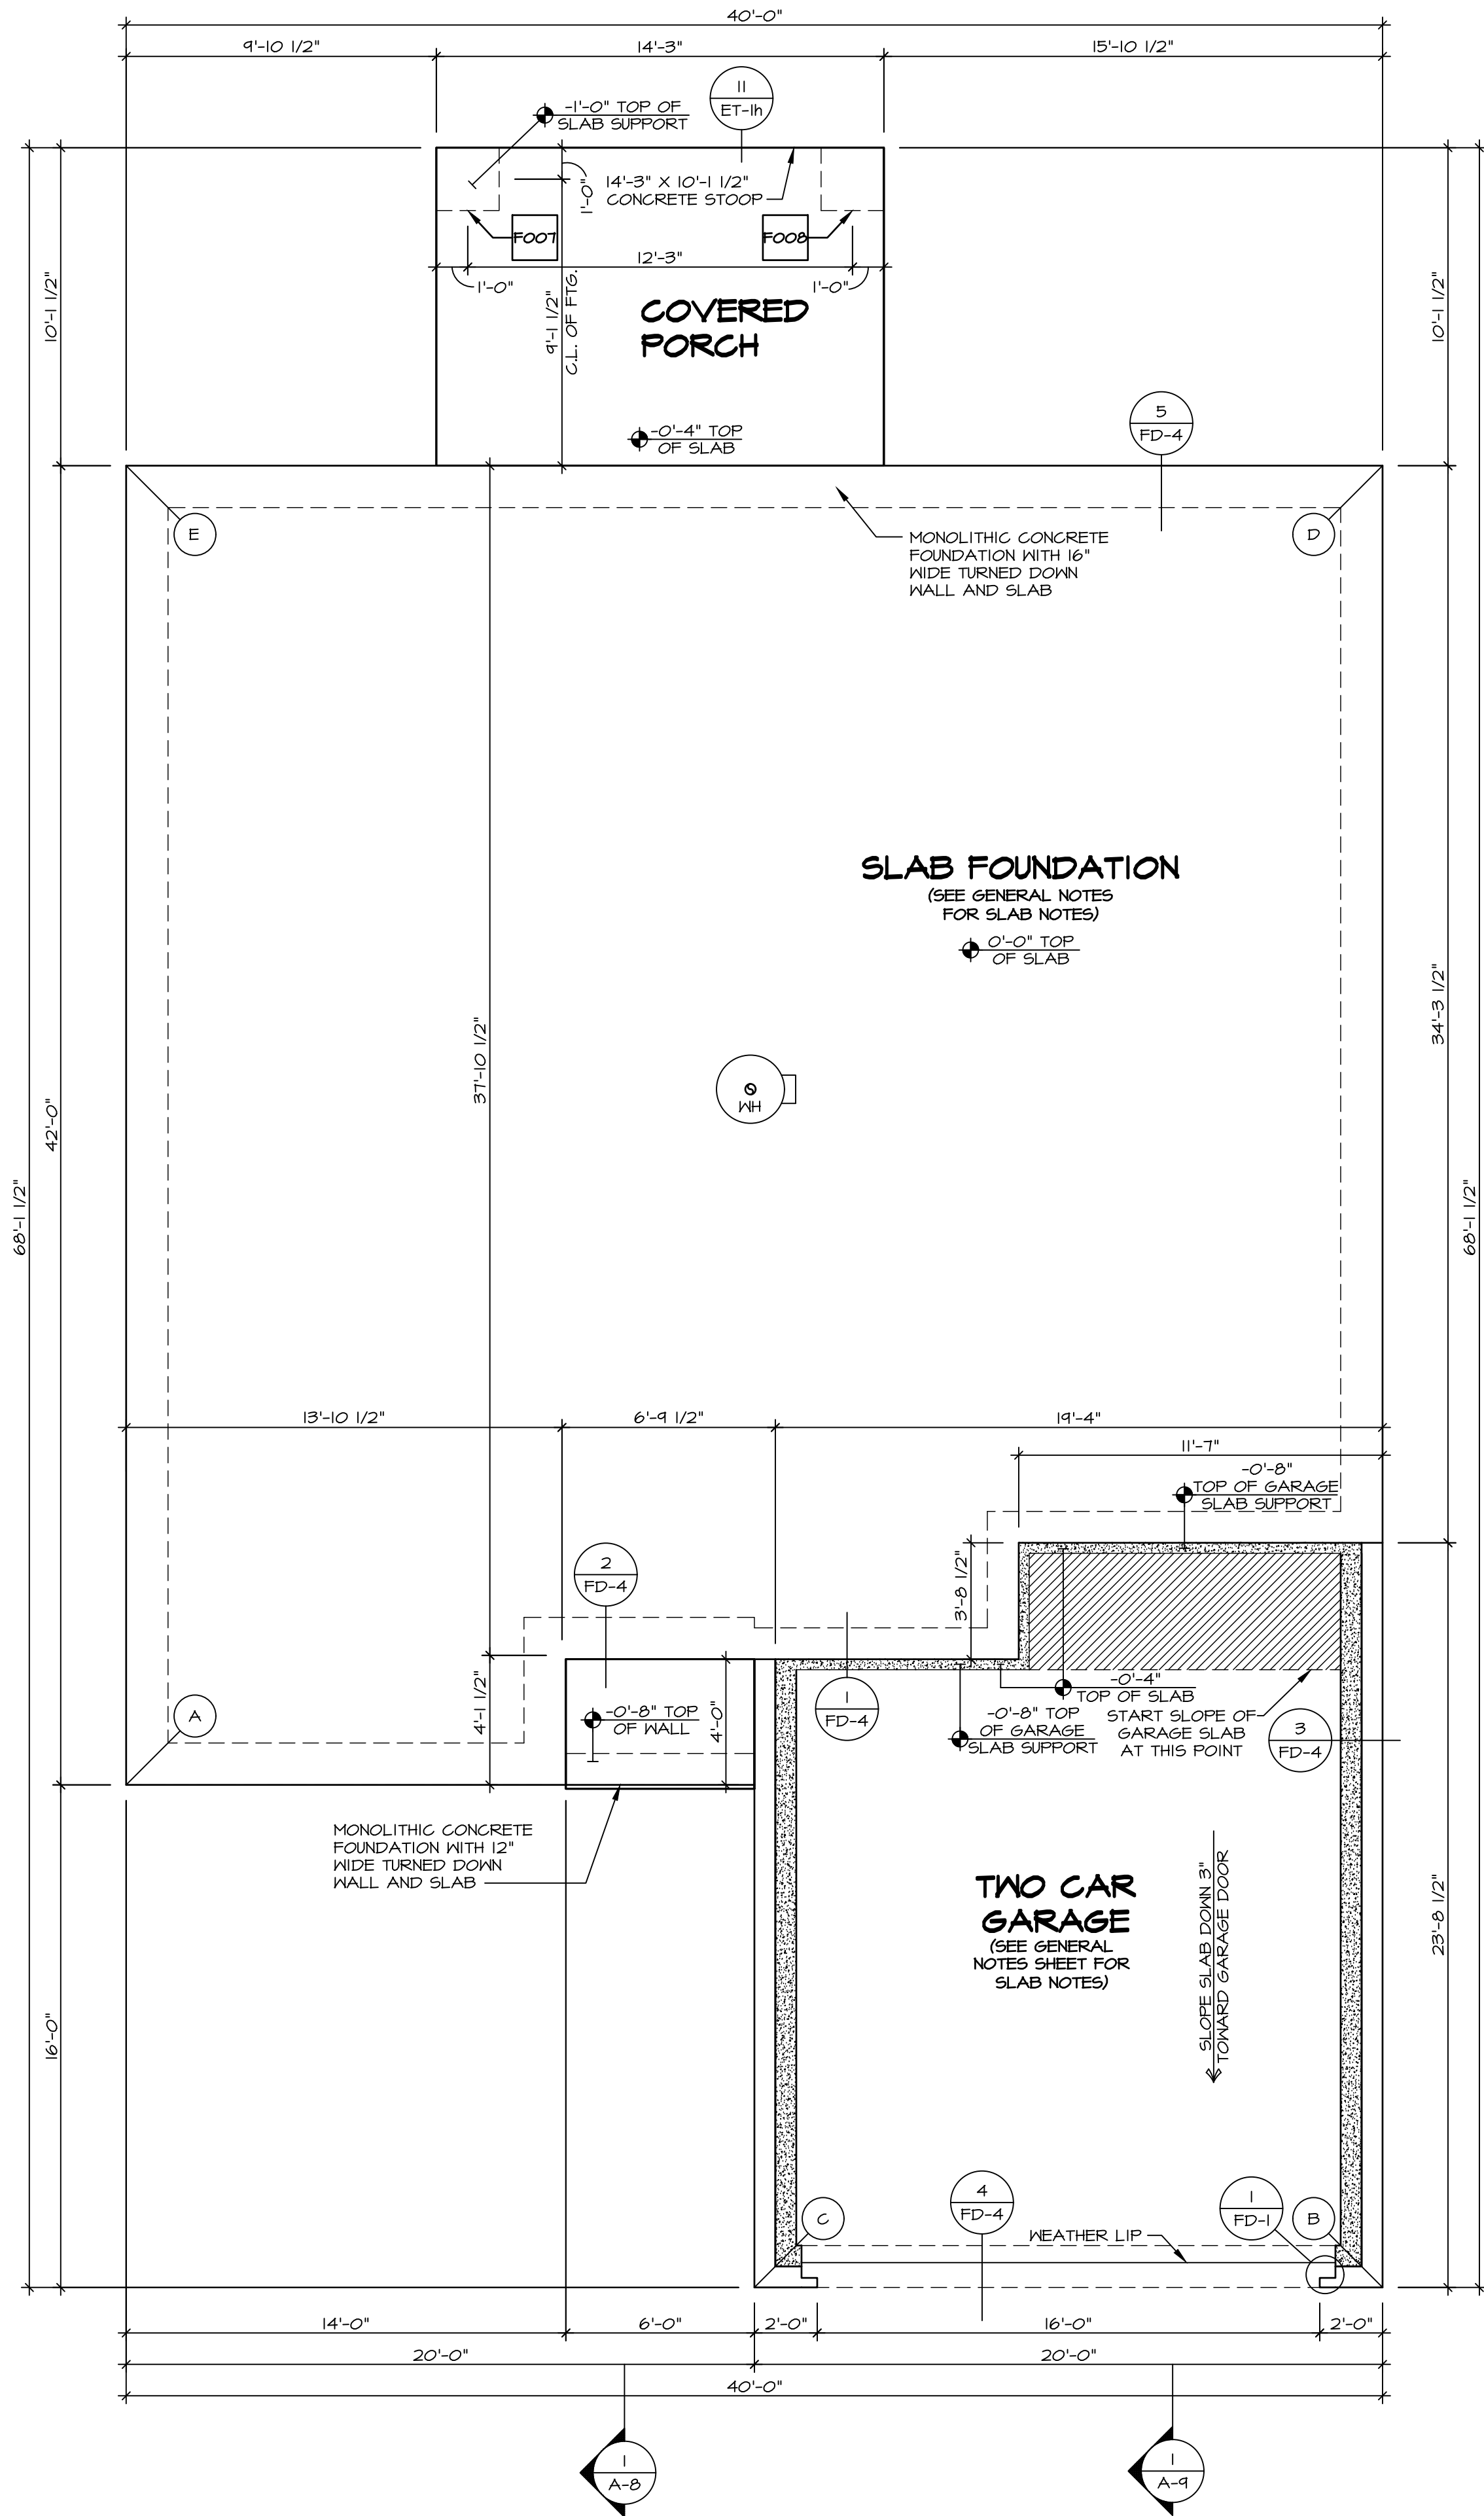 40'-0"
9'-10 1/2"
14'-3"
15'-10 1/2"
11
ET-1h
-1'-0" TOP OF
SLAB SUPPORT
1'-0"
14'-3" X 10'-1 1/2"
CONCRETE STOOP
F007
F008
12'-3"
1'-0"
1'-0"
9'-1 1/2"
C.L. OF FTG.
COVERED
PORCH
10'-1 1/2"
10'-1 1/2"
-0'-4" TOP
OF SLAB
5
FD-4
E
D
MONOLITHIC CONCRETE
FOUNDATION WITH 16"
WIDE TURNED DOWN
WALL AND SLAB
SLAB FOUNDATION
(SEE GENERAL NOTES
FOR SLAB NOTES)
0'-0" TOP
OF SLAB
34'-3 1/2"
37'-10 1/2"
WH
42'-0"
68'-1 1/2"
68'-1 1/2"
13'-10 1/2"
6'-9 1/2"
19'-4"
11'-7"
-0'-8"
TOP OF GARAGE
SLAB SUPPORT
2
FD-4
3'-8 1/2"
A
4'-1 1/2"
-0'-8" TOP
OF WALL
4'-0"
1
FD-4
-0'-4"
TOP OF SLAB
-0'-8" TOP
OF GARAGE
SLAB SUPPORT
START SLOPE OF
GARAGE SLAB
AT THIS POINT
3
FD-4
MONOLITHIC CONCRETE
FOUNDATION WITH 12"
WIDE TURNED DOWN
WALL AND SLAB
TWO CAR
GARAGE
(SEE GENERAL
NOTES SHEET FOR
SLAB NOTES)
SLOPE SLAB DOWN 3"
TOWARD GARAGE DOOR
23'-8 1/2"
16'-0"
C
4
FD-4
WEATHER LIP
1
FD-1
B
14'-0"
6'-0"
2'-0"
16'-0"
2'-0"
20'-0"
20'-0"
40'-0"
1
A-8
1
A-9